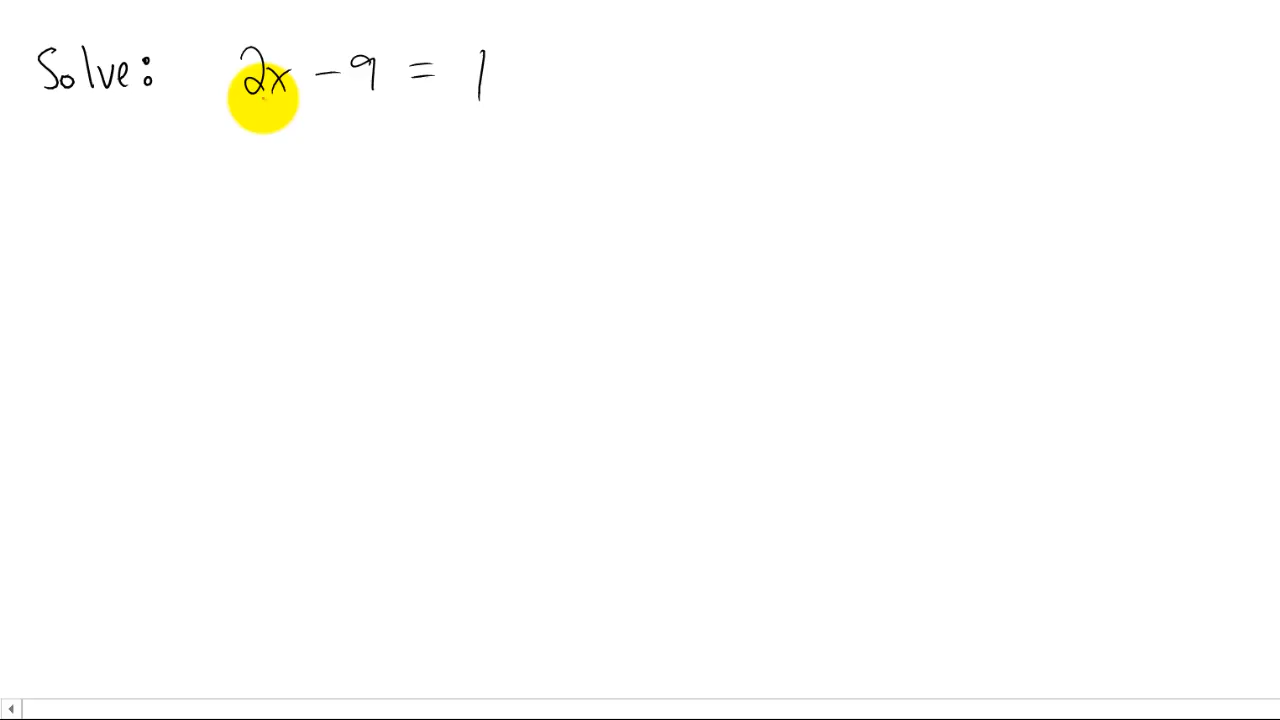 Solve: 2x - 9 = 1